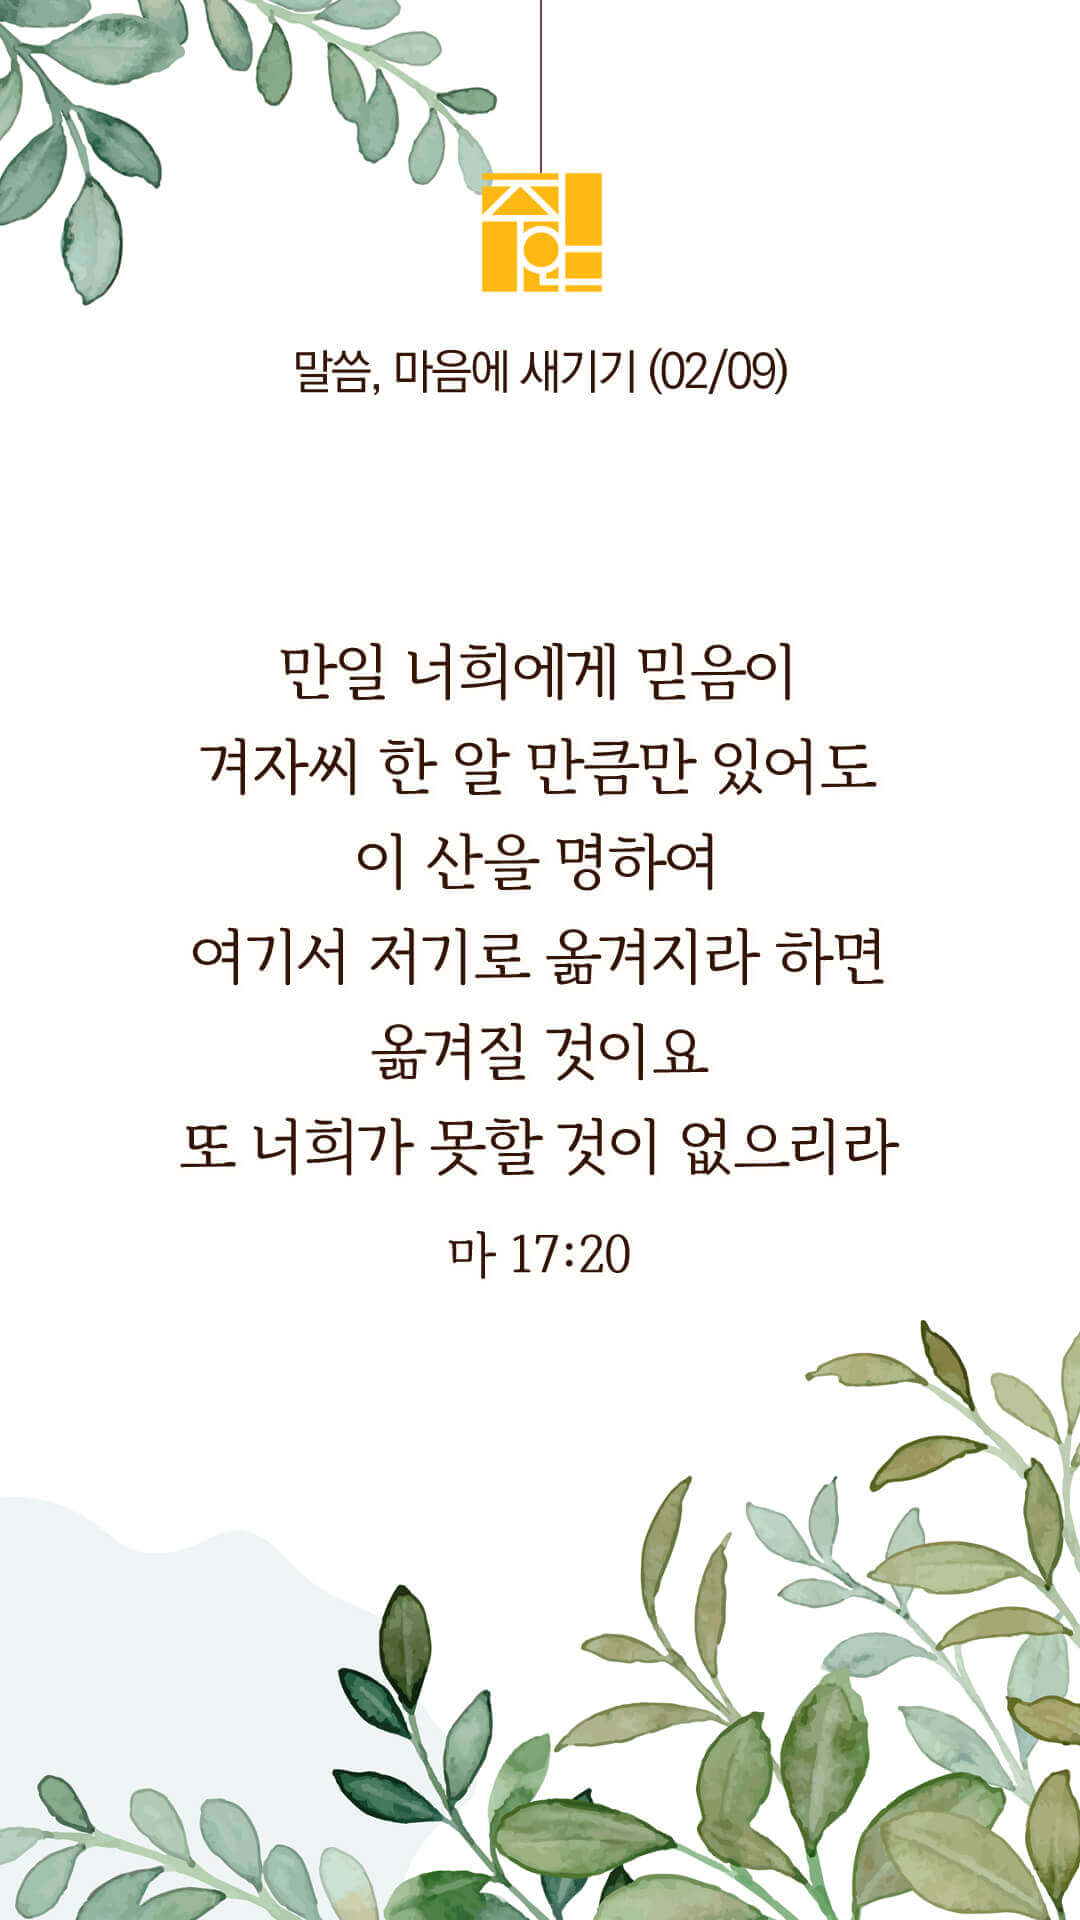 말씀, 마음에 새기기 (02/09)
만일 너희에게 믿음이
겨자씨 한 알 만큼만 있어도
이 산을 명하여
여기서 저기로 옮겨지라 하면
옮겨질 것이요
또 너희가 못할 것이 없으리라
마 17:20